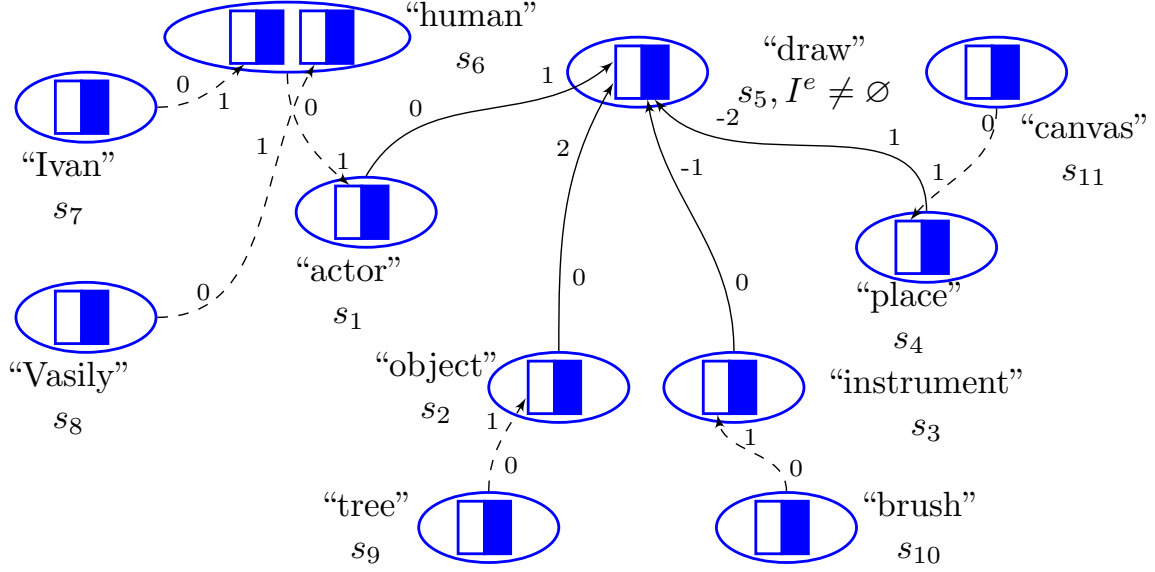 “human”
s₆
“draw”
s₅, Iᵉ ≠ ∅
“canvas”
s₁₁
“Ivan”
s₇
“actor”
s₁
“place”
s₄
“Vasily”
s₈
“object”
s₂
“instrument”
s₃
“tree”
s₉
“brush”
s₁₀
0
1
0
1
0
1
0
1
2
0
-1
0
-2
1
0
1
1
0
1
0